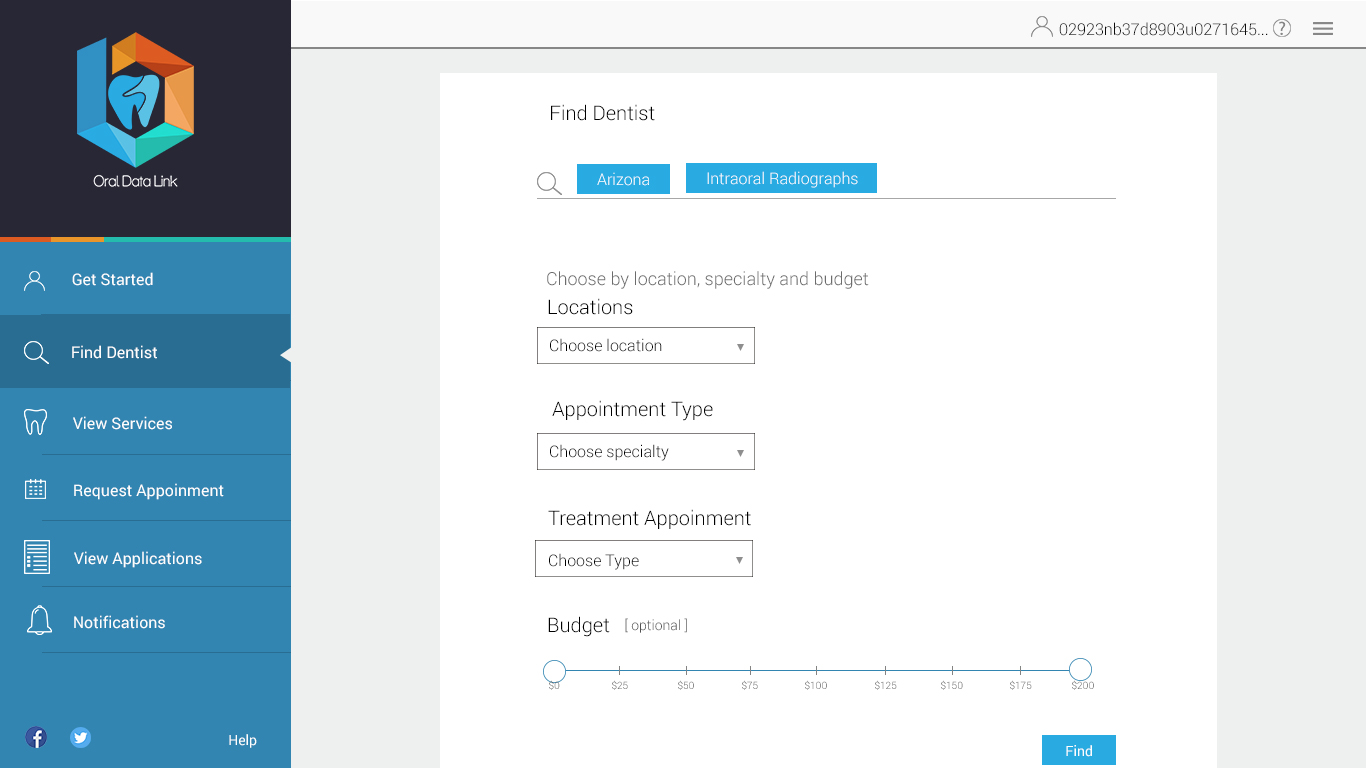 02923nb37d8903u0271645...
?
Oral Data Link
Get Started
Find Dentist
View Services
Request Appoinment
View Applications
Notifications
f
Help
Find Dentist
Arizona
Intraoral Radiographs
Choose by location, specialty and budget
Locations
Choose location
Appointment Type
Choose specialty
Treatment Appoinment
Choose Type
Budget [ optional ]
$0 $25 $50 $75 $100 $125 $150 $175 $200
Find